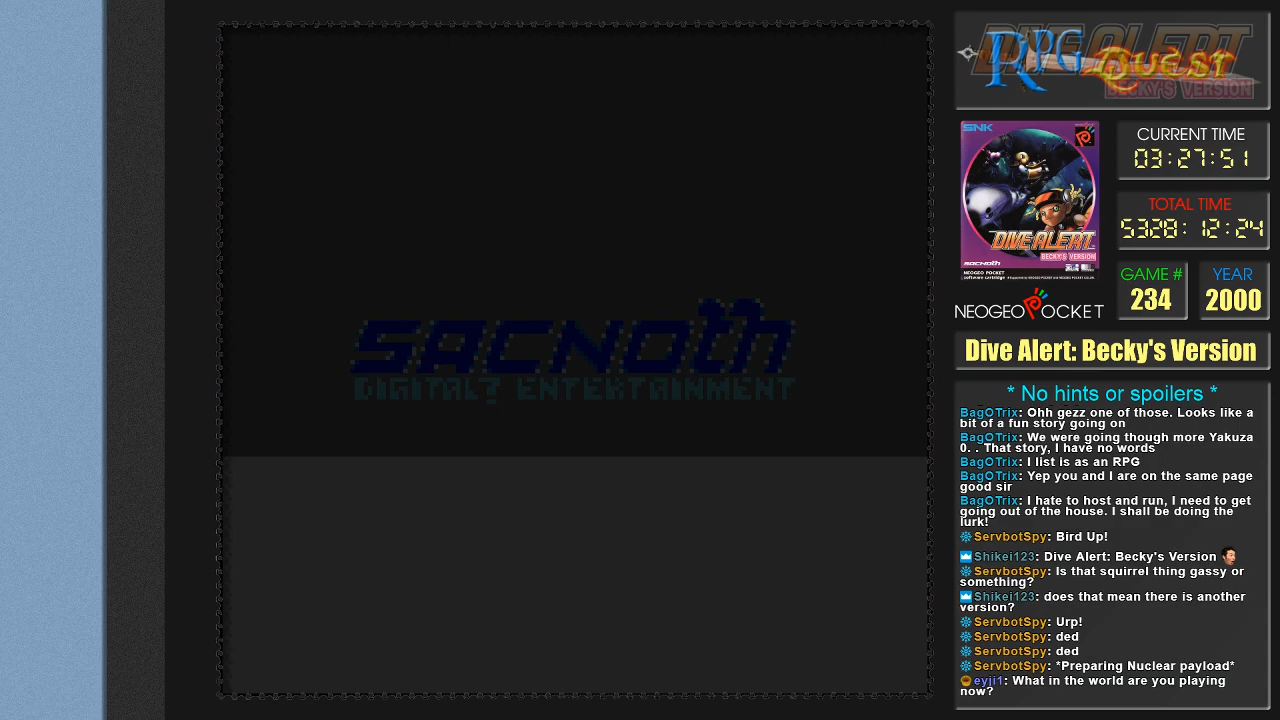 SACNOTH
DIGITAL? ENTERTAINMENT
DIVE ALERT
RPG QUEST
BECKY'S VERSION
SNK
DIVE ALERT
BECKY'S VERSION
SACNOTH
NEOGEO POCKET
NEOGEO POCKET
CURRENT TIME
03:27:51
TOTAL TIME
5328:12:24
GAME #
234
YEAR
2000
Dive Alert: Becky's Version
* No hints or spoilers *
BagOTrix: Ohh gezz one of those. Looks like a
bit of a fun story going on
BagOTrix: We were going though more Yakuza
0. . That story, I have no words
BagOTrix: I list is as an RPG
BagOTrix: Yep you and I are on the same page
good sir
BagOTrix: I hate to host and run, I need to get
going out of the house. I shall be doing the
lurk!
ServbotSpy: Bird Up!
Shikei123: Dive Alert: Becky's Version
ServbotSpy: Is that squirrel thing gassy or
something?
Shikei123: does that mean there is another
version?
ServbotSpy: Urp!
ServbotSpy: ded
ServbotSpy: ded
ServbotSpy: *Preparing Nuclear payload*
eyji1: What in the world are you playing
now?